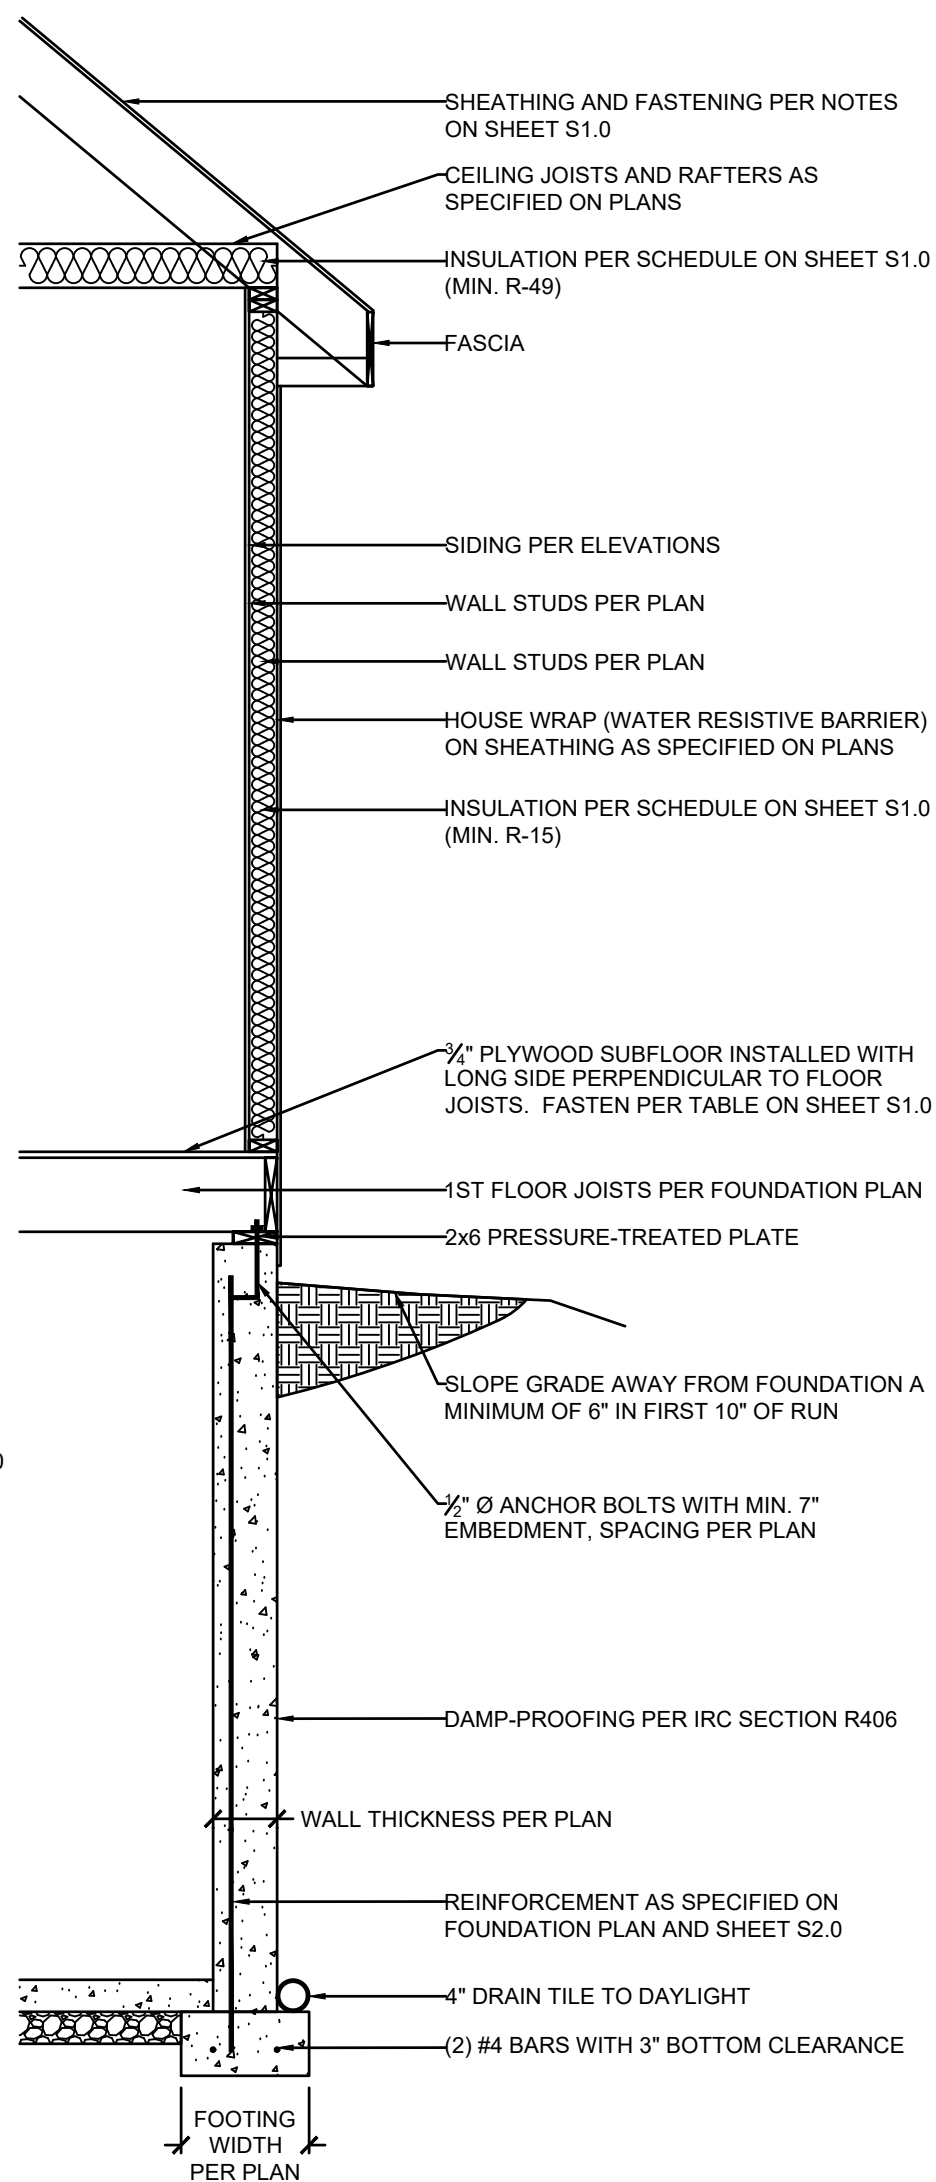 SHEATHING AND FASTENING PER NOTES
ON SHEET S1.0
CEILING JOISTS AND RAFTERS AS
SPECIFIED ON PLANS
INSULATION PER SCHEDULE ON SHEET S1.0
(MIN. R-49)
FASCIA
SIDING PER ELEVATIONS
WALL STUDS PER PLAN
WALL STUDS PER PLAN
HOUSE WRAP (WATER RESISTIVE BARRIER)
ON SHEATHING AS SPECIFIED ON PLANS
INSULATION PER SCHEDULE ON SHEET S1.0
(MIN. R-15)
3/4" PLYWOOD SUBFLOOR INSTALLED WITH
LONG SIDE PERPENDICULAR TO FLOOR
JOISTS. FASTEN PER TABLE ON SHEET S1.0
1ST FLOOR JOISTS PER FOUNDATION PLAN
2x6 PRESSURE-TREATED PLATE
SLOPE GRADE AWAY FROM FOUNDATION A
MINIMUM OF 6" IN FIRST 10" OF RUN
0
1/2" Ø ANCHOR BOLTS WITH MIN. 7"
EMBEDMENT, SPACING PER PLAN
DAMP-PROOFING PER IRC SECTION R406
WALL THICKNESS PER PLAN
REINFORCEMENT AS SPECIFIED ON
FOUNDATION PLAN AND SHEET S2.0
4" DRAIN TILE TO DAYLIGHT
(2) #4 BARS WITH 3" BOTTOM CLEARANCE
FOOTING
WIDTH
PER PLAN